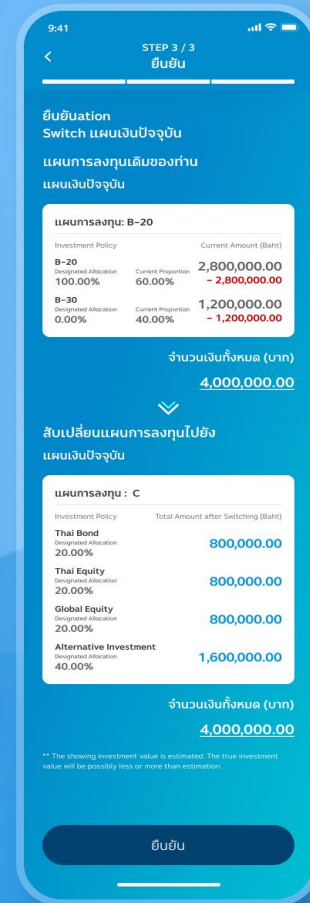 9:41
STEP 3 / 3
ยืนยัน
ยืนยันation
Switch แผนเงินปัจจุบัน
แผนการลงทุนเดิมของท่าน
แผนเงินปัจจุบัน
แผนการลงทุน: B-20
Investment Policy Current Amount (Baht)
B-20
Designated Allocation Current Proportion 2,800,000.00
100.00% 60.00% - 2,800,000.00
B-30
Designated Allocation Current Proportion 1,200,000.00
0.00% 40.00% - 1,200,000.00
จำนวนเงินทั้งหมด (บาท)
4,000,000.00
สับเปลี่ยนแผนการลงทุนไปยัง
แผนเงินปัจจุบัน
แผนการลงทุน : C
Investment Policy Total Amount after Switching (Baht)
Thai Bond
Designated Allocation 800,000.00
20.00%
Thai Equity
Designated Allocation 800,000.00
20.00%
Global Equity
Designated Allocation 800,000.00
20.00%
Alternative Investment
Designated Allocation 1,600,000.00
40.00%
จำนวนเงินทั้งหมด (บาท)
4,000,000.00
** The showing investment value is estimated. The true investment
value will be possibly less or more than estimation.
ยืนยัน